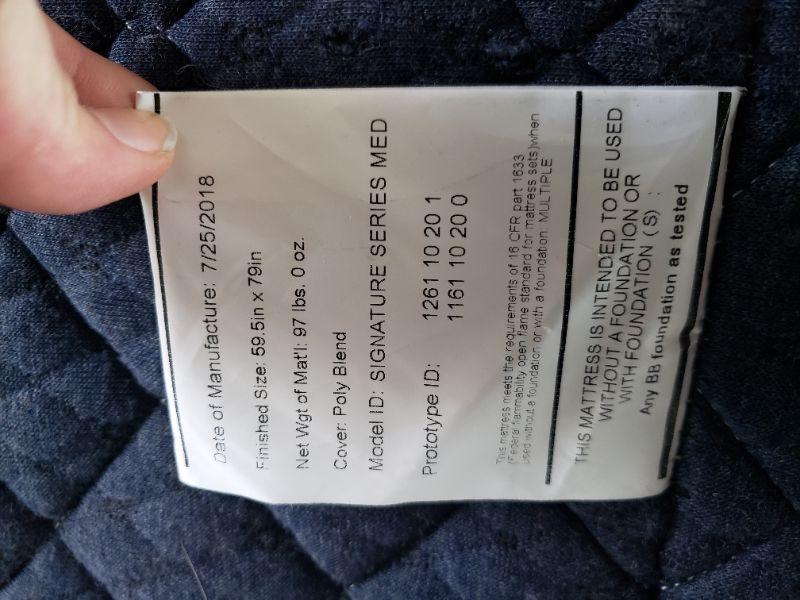 Date of Manufacture: 7/25/2018
Finished Size: 59.5in x 79in
Net Wgt of Mat'l: 97 lbs. 0 oz.
Cover: Poly Blend
Model ID: SIGNATURE SERIES MED
Prototype ID: 1261 10 20 1
1161 10 20 0
This mattress meets the requirements of 16 CFR part 1633
(Federal flammability open flame standard for mattress sets)when
used without a foundation or with a foundation: MULTIPLE
THIS MATTRESS IS INTENDED TO BE USED
WITHOUT A FOUNDATION OR
WITH FOUNDATION (S) :
Any BB foundation as tested